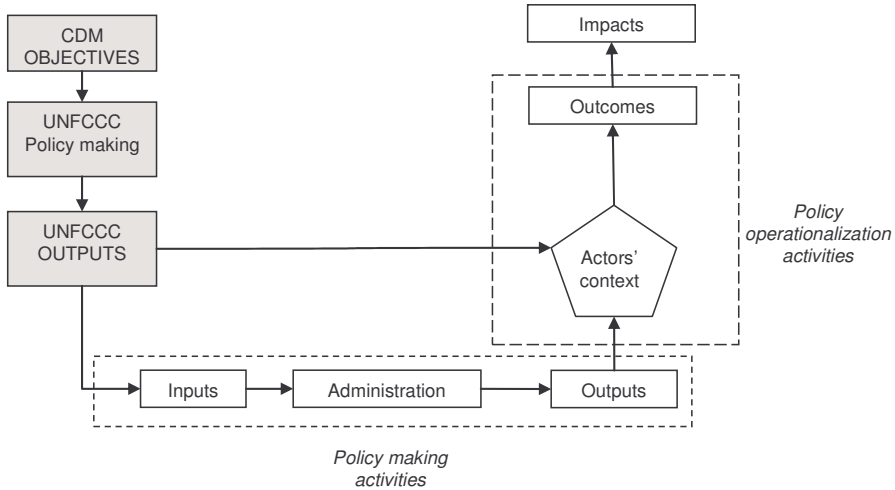 CDM
OBJECTIVES
UNFCCC
Policy making
UNFCCC
OUTPUTS
Impacts
Outcomes
Actors'
context
Policy
operationalization
activities
Inputs
Administration
Outputs
Policy making
activities